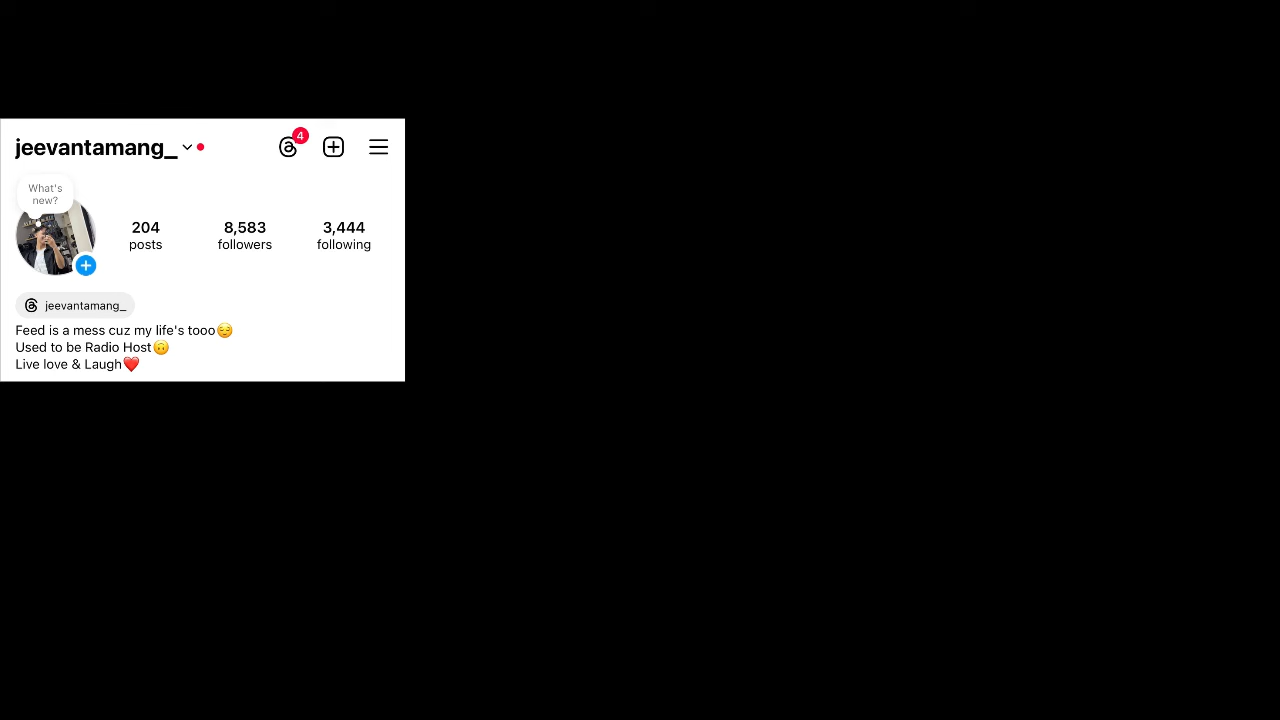 jeevantamang_
4
What's
new?
204
posts
8,583
followers
3,444
following
jeevantamang_
Feed is a mess cuz my life's tooo😌
Used to be Radio Host🙃
Live love & Laugh❤️